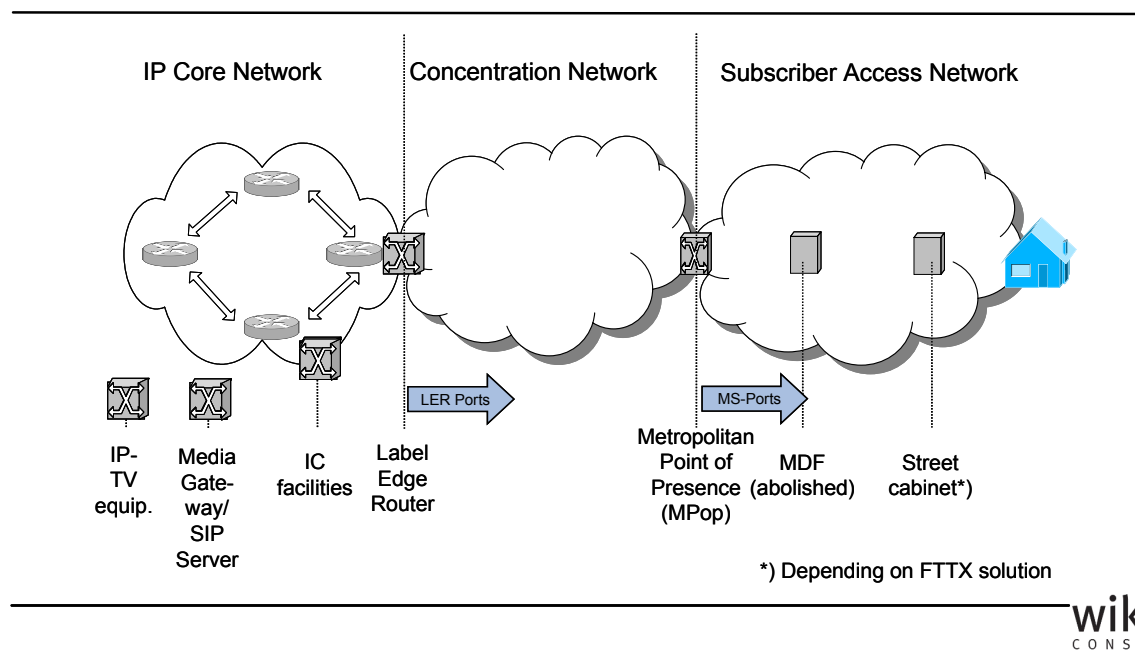 IP Core Network
Concentration Network
Subscriber Access Network
LER Ports
MS-Ports
IP-
TV
equip.
Media
Gate-
way/
SIP
Server
IC
facilities
Label
Edge
Router
Metropolitan
Point of
Presence
(MPop)
MDF
(abolished)
Street
cabinet*)
*) Depending on FTTX solution
wik
CONS